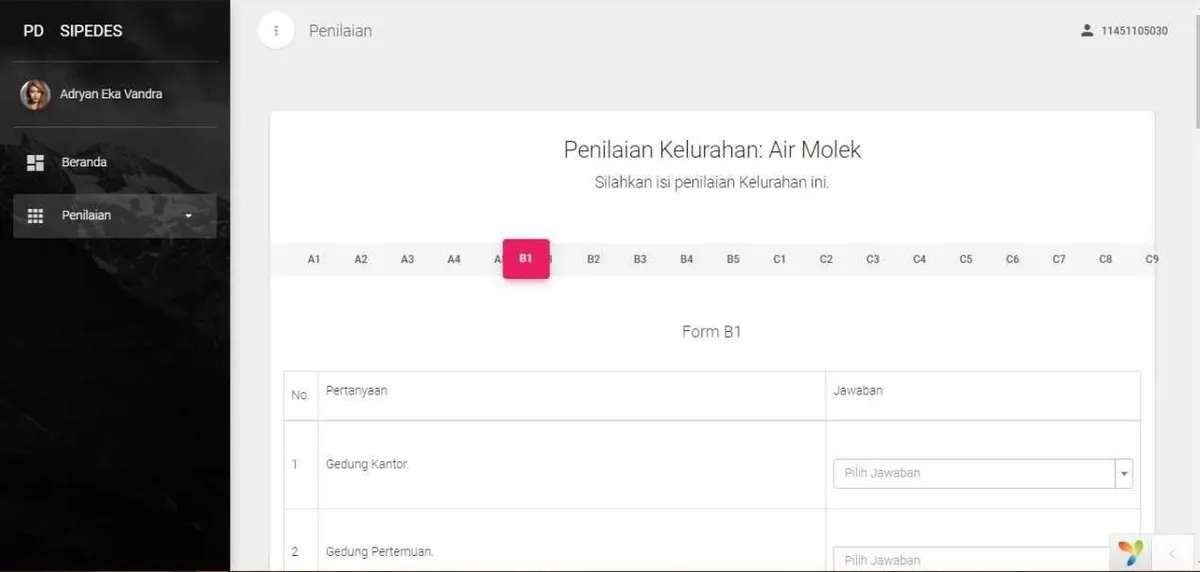 PD SIPEDES
Adryan Eka Vandra
Beranda
Penilaian
Penilaian
11451105030
Penilaian Kelurahan: Air Molek
Silahkan isi penilaian Kelurahan ini.
A1 A2 A3 A4 B1 B2 B3 B4 B5 C1 C2 C3 C4 C5 C6 C7 C8 C9
Form B1
No. Pertanyaan Jawaban
1 Gedung Kantor. Pilih Jawaban
2 Gedung Pertemuan. Pilih Jawaban